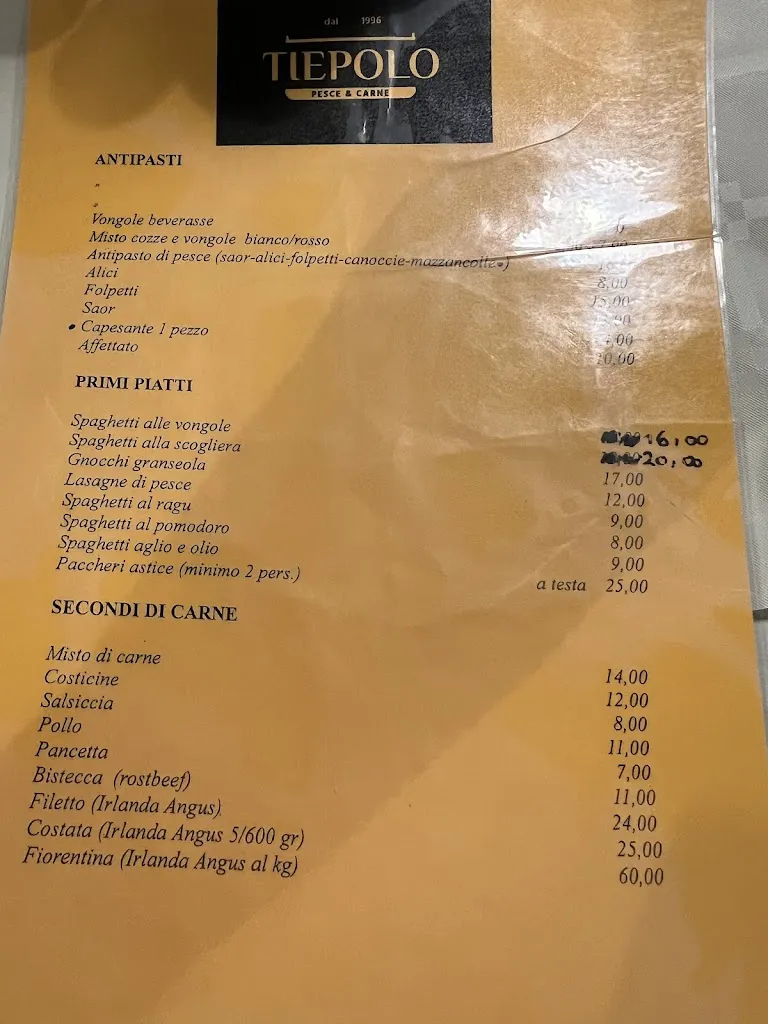 dal 1996
TIEPOLO
PESCE & CARNE
ANTIPASTI
"
Vongole beverasse
Misto cozze e vongole bianco/rosso
Antipasto di pesce (saor-alici-folpetti-canoccie-mazzancolle )
Alici 8,00
Folpetti 15,00
Saor
• Capesante 1 pezzo
Affettato 10,00
PRIMI PIATTI
Spaghetti alle vongole 16,00
Spaghetti alla scogliera 20,00
Gnocchi granseola 17,00
Lasagne di pesce 12,00
Spaghetti al ragu 9,00
Spaghetti al pomodoro 8,00
Spaghetti aglio e olio 9,00
Paccheri astice (minimo 2 pers.) a testa 25,00
SECONDI DI CARNE
Misto di carne 14,00
Costicine 12,00
Salsiccia 8,00
Pollo 11,00
Pancetta 7,00
Bistecca (rostbeef) 11,00
Filetto (Irlanda Angus) 24,00
Costata (Irlanda Angus 5/600 gr) 25,00
Fiorentina (Irlanda Angus al kg) 60,00